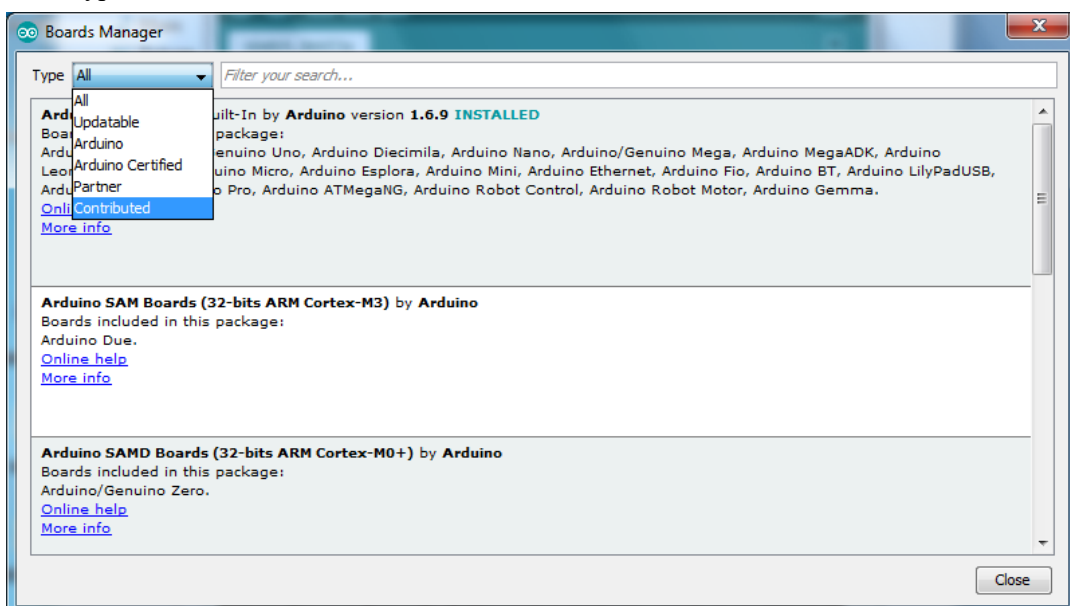 Boards Manager
Type All Filter your search...
All
Updatable
Arduino
Arduino Certified
Partner
Contributed
uilt-In by Arduino version 1.6.9 INSTALLED
Boar package:
Ardu enuino Uno, Arduino Diecimila, Arduino Nano, Arduino/Genuino Mega, Arduino MegaADK, Arduino
Leon uino Micro, Arduino Esplora, Arduino Mini, Arduino Ethernet, Arduino Fio, Arduino BT, Arduino LilyPadUSB,
Ardu o Pro, Arduino ATMegaNG, Arduino Robot Control, Arduino Robot Motor, Arduino Gemma.
Onli
More info
Arduino SAM Boards (32-bits ARM Cortex-M3) by Arduino
Boards included in this package:
Arduino Due.
Online help
More info
Arduino SAMD Boards (32-bits ARM Cortex-M0+) by Arduino
Boards included in this package:
Arduino/Genuino Zero.
Online help
More info
Close